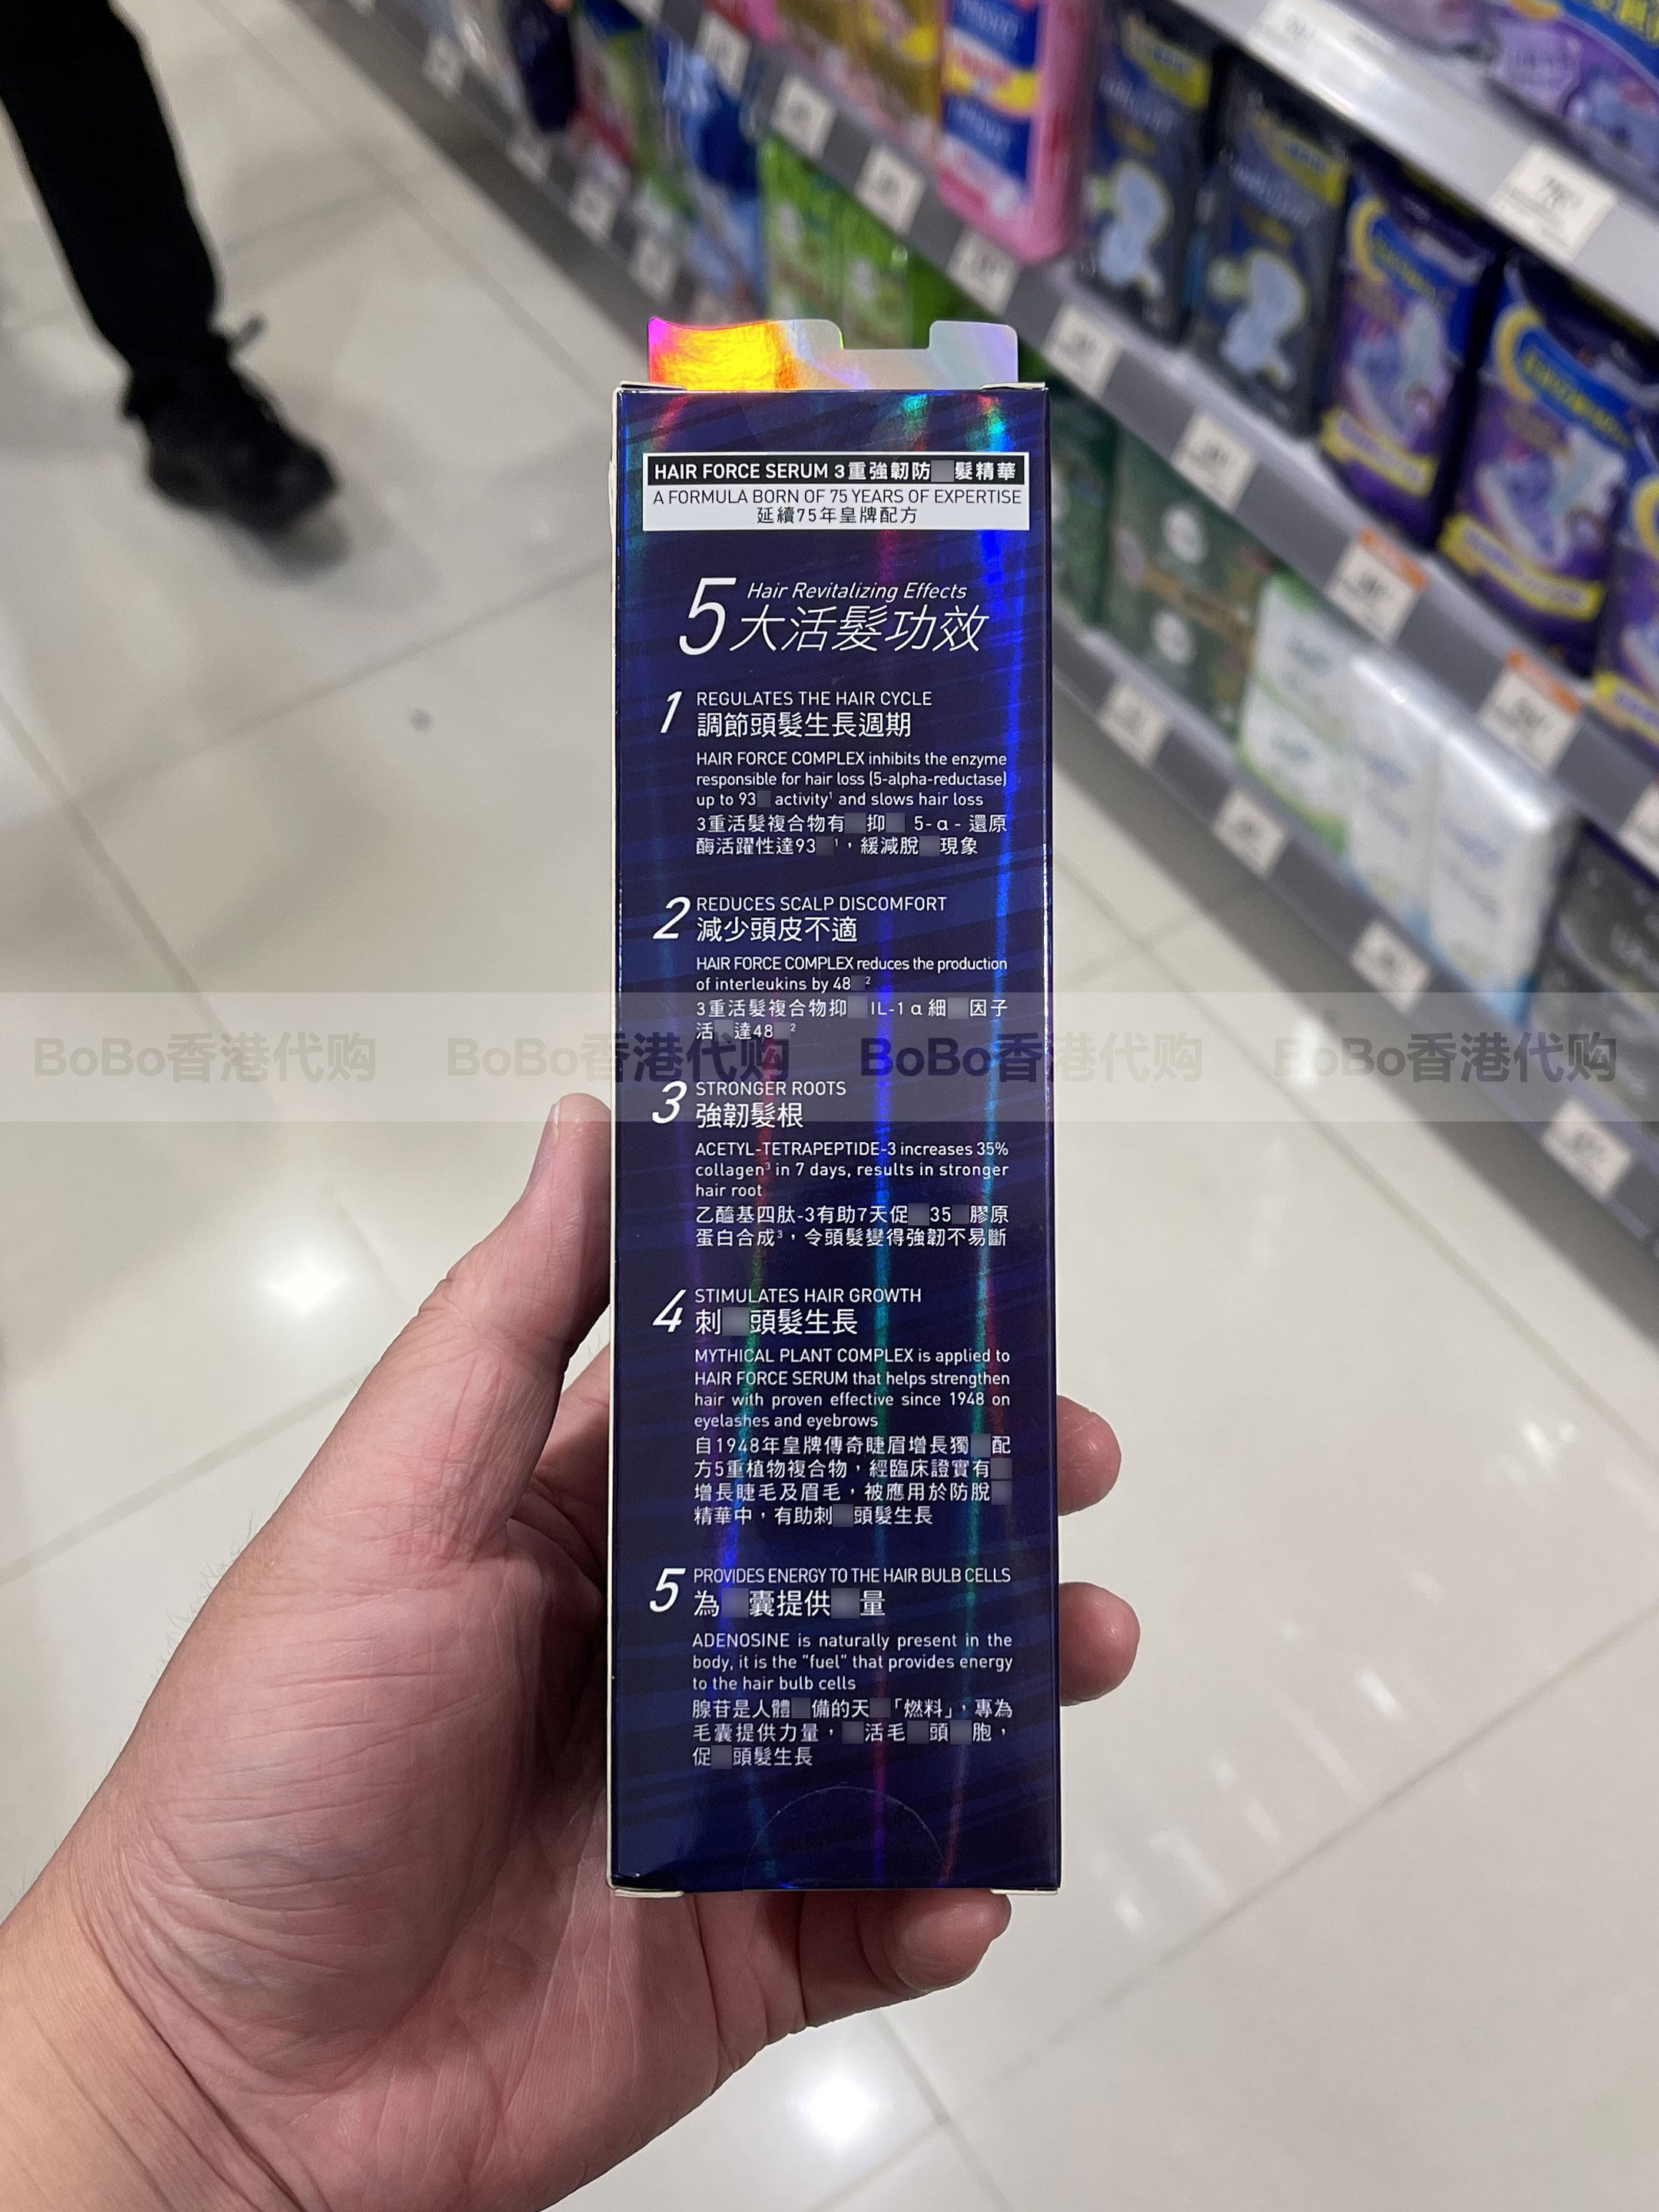 HAIR FORCE SERUM 3重強韌防 髮精華
A FORMULA BORN OF 75 YEARS OF EXPERTISE
延續75年皇牌配方
5 Hair Revitalizing Effects
大活髮功效
1 REGULATES THE HAIR CYCLE
調節頭髮生長週期
HAIR FORCE COMPLEX inhibits the enzyme
responsible for hair loss (5-alpha-reductase)
up to 93 activity¹ and slows hair loss
3重活髮複合物有 抑 5-α-還原
酶活躍性達93 ¹，緩減脫 現象
2 REDUCES SCALP DISCOMFORT
減少頭皮不適
HAIR FORCE COMPLEX reduces the production
of interleukins by 48 ²
3重活髮複合物抑 IL-1α細 因子
活 達48 ²
BoBo香港代购 BoBo香港代购 BoBo香港代购 BoBo香港代购
3 STRONGER ROOTS
強韌髮根
ACETYL-TETRAPEPTIDE-3 increases 35%
collagen³ in 7 days, results in stronger
hair root
乙醯基四肽-3有助7天促 35 膠原
蛋白合成³，令頭髮變得強韌不易斷
4 STIMULATES HAIR GROWTH
刺 頭髮生長
MYTHICAL PLANT COMPLEX is applied to
HAIR FORCE SERUM that helps strengthen
hair with proven effective since 1948 on
eyelashes and eyebrows
自1948年皇牌傳奇睫眉增長獨 配
方5重植物複合物，經臨床證實有
增長睫毛及眉毛，被應用於防脫
精華中，有助刺 頭髮生長
5 PROVIDES ENERGY TO THE HAIR BULB CELLS
為 囊提供 量
ADENOSINE is naturally present in the
body, it is the "fuel" that provides energy
to the hair bulb cells
腺苷是人體 備的天 「燃料」，專為
毛囊提供力量， 活毛 頭 胞，
促 頭髮生長